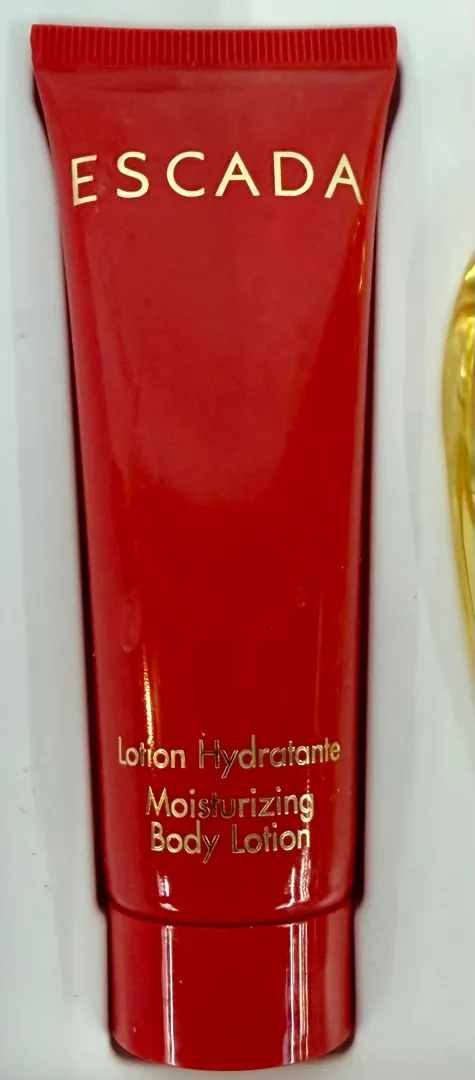 ESCADA
Lotion Hydratante
Moisturizing
Body Lotion